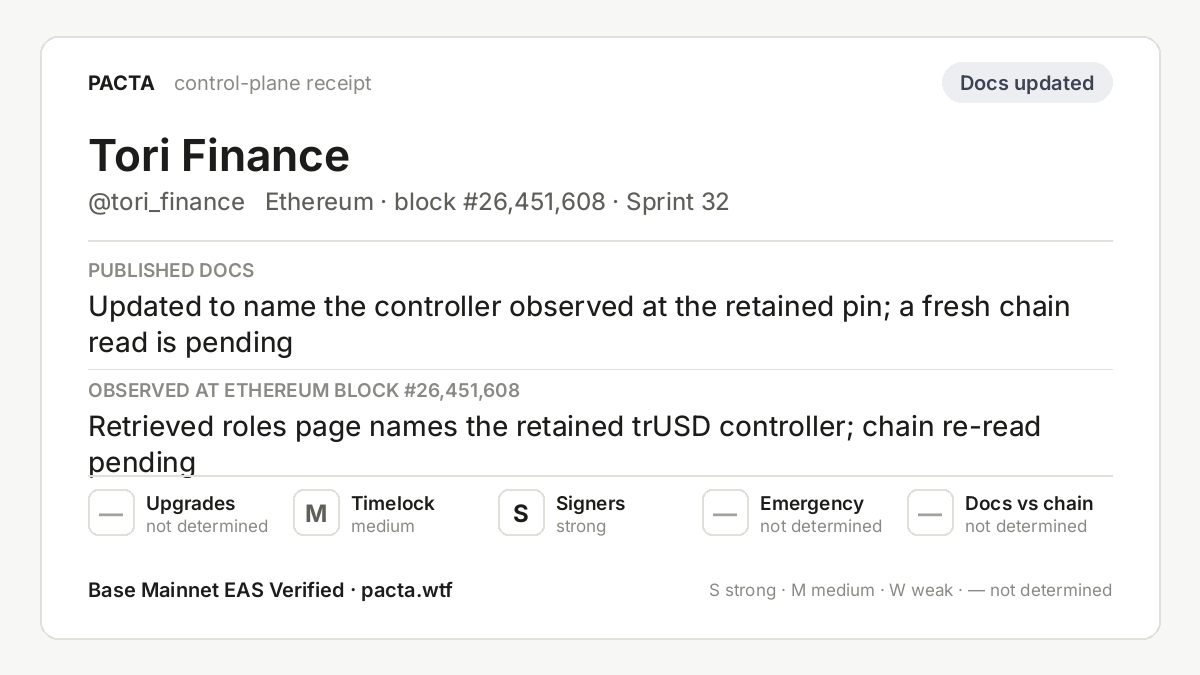 PACTA control-plane receipt
Docs updated
Tori Finance
@tori_finance Ethereum · block #26,451,608 · Sprint 32
PUBLISHED DOCS
Updated to name the controller observed at the retained pin; a fresh chain
read is pending
OBSERVED AT ETHEREUM BLOCK #26,451,608
Retrieved roles page names the retained trUSD controller; chain re-read
pending
— Upgrades
not determined
M Timelock
medium
S Signers
strong
— Emergency
not determined
— Docs vs chain
not determined
Base Mainnet EAS Verified · pacta.wtf
S strong · M medium · W weak · — not determined